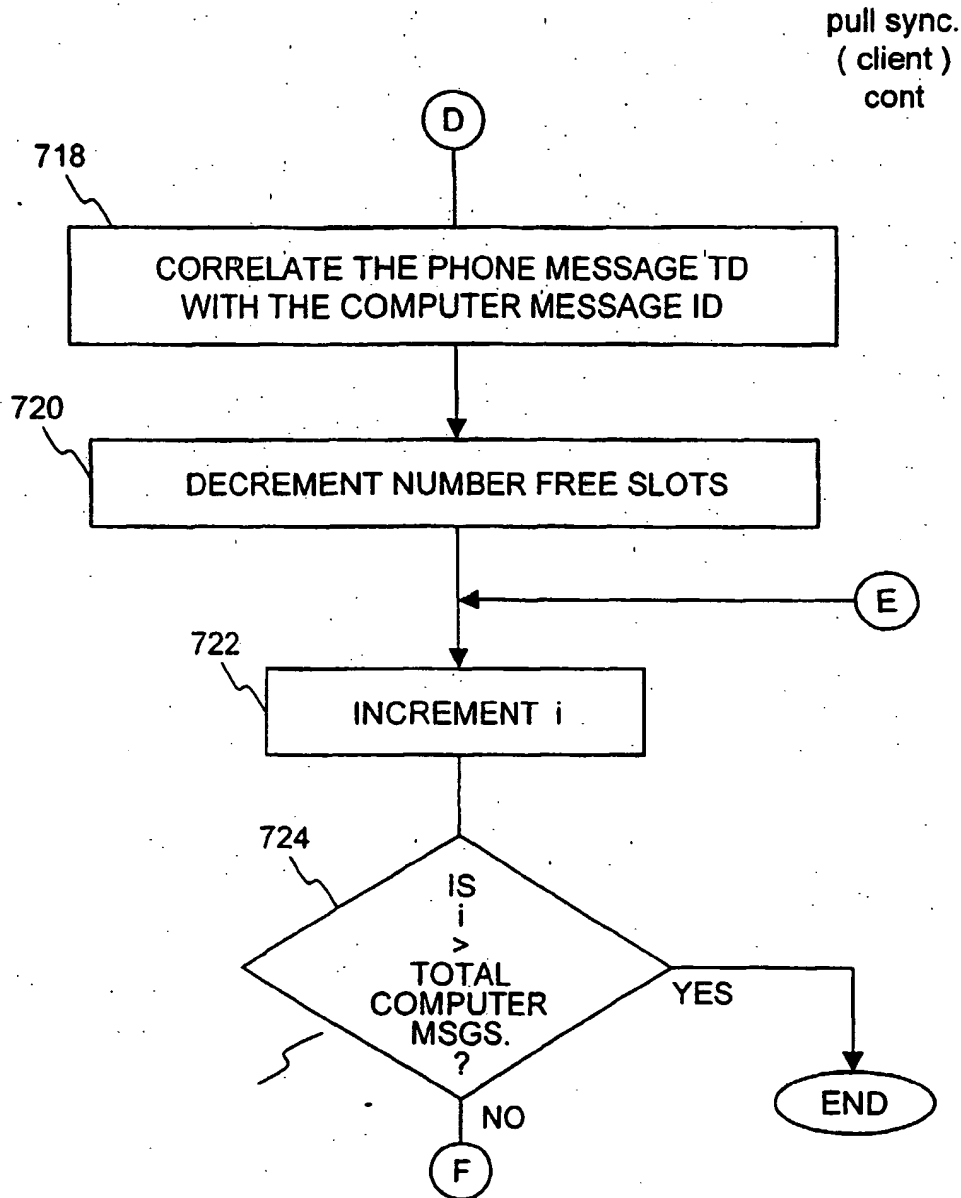 pull sync.
( client )
cont
D
718
CORRELATE THE PHONE MESSAGE TD
WITH THE COMPUTER MESSAGE ID
720
DECREMENT NUMBER FREE SLOTS
E
722
INCREMENT i
724
IS
i
>
TOTAL
COMPUTER
MSGS.
?
YES
END
NO
F